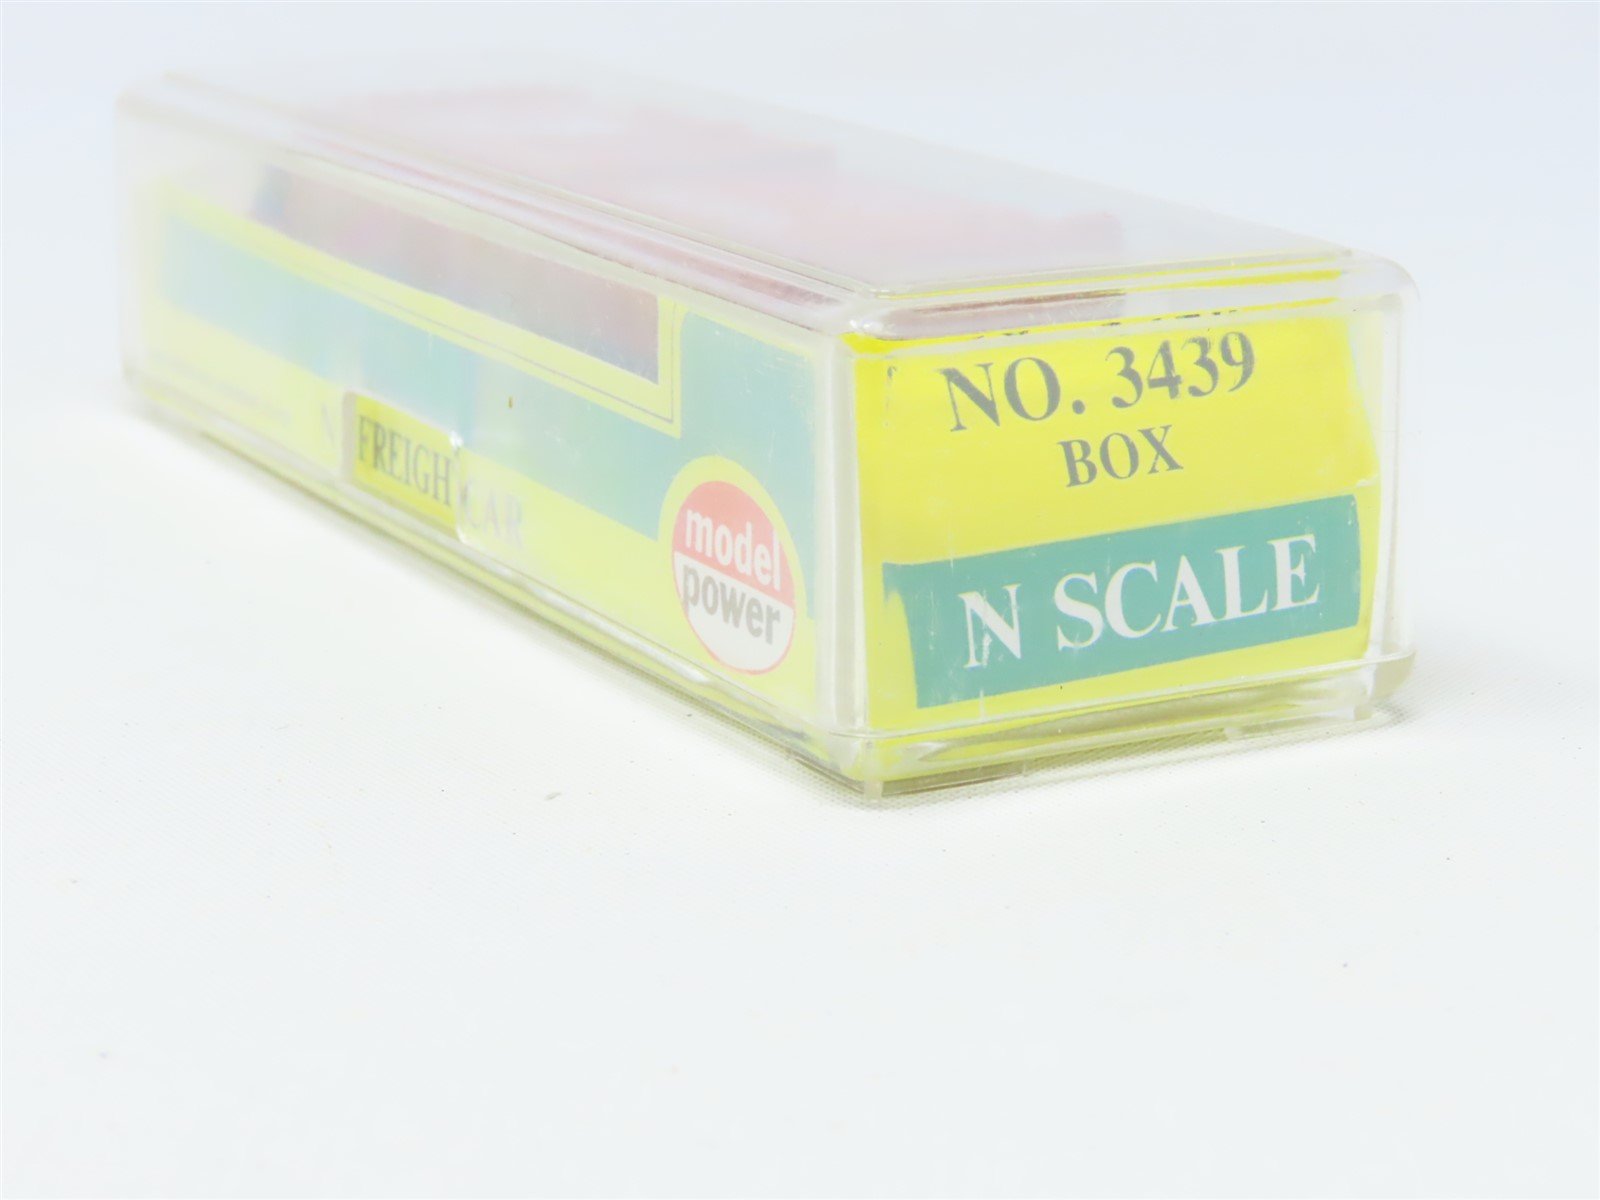 NO. 3439
BOX
N SCALE
model
power
FREIGH CAR